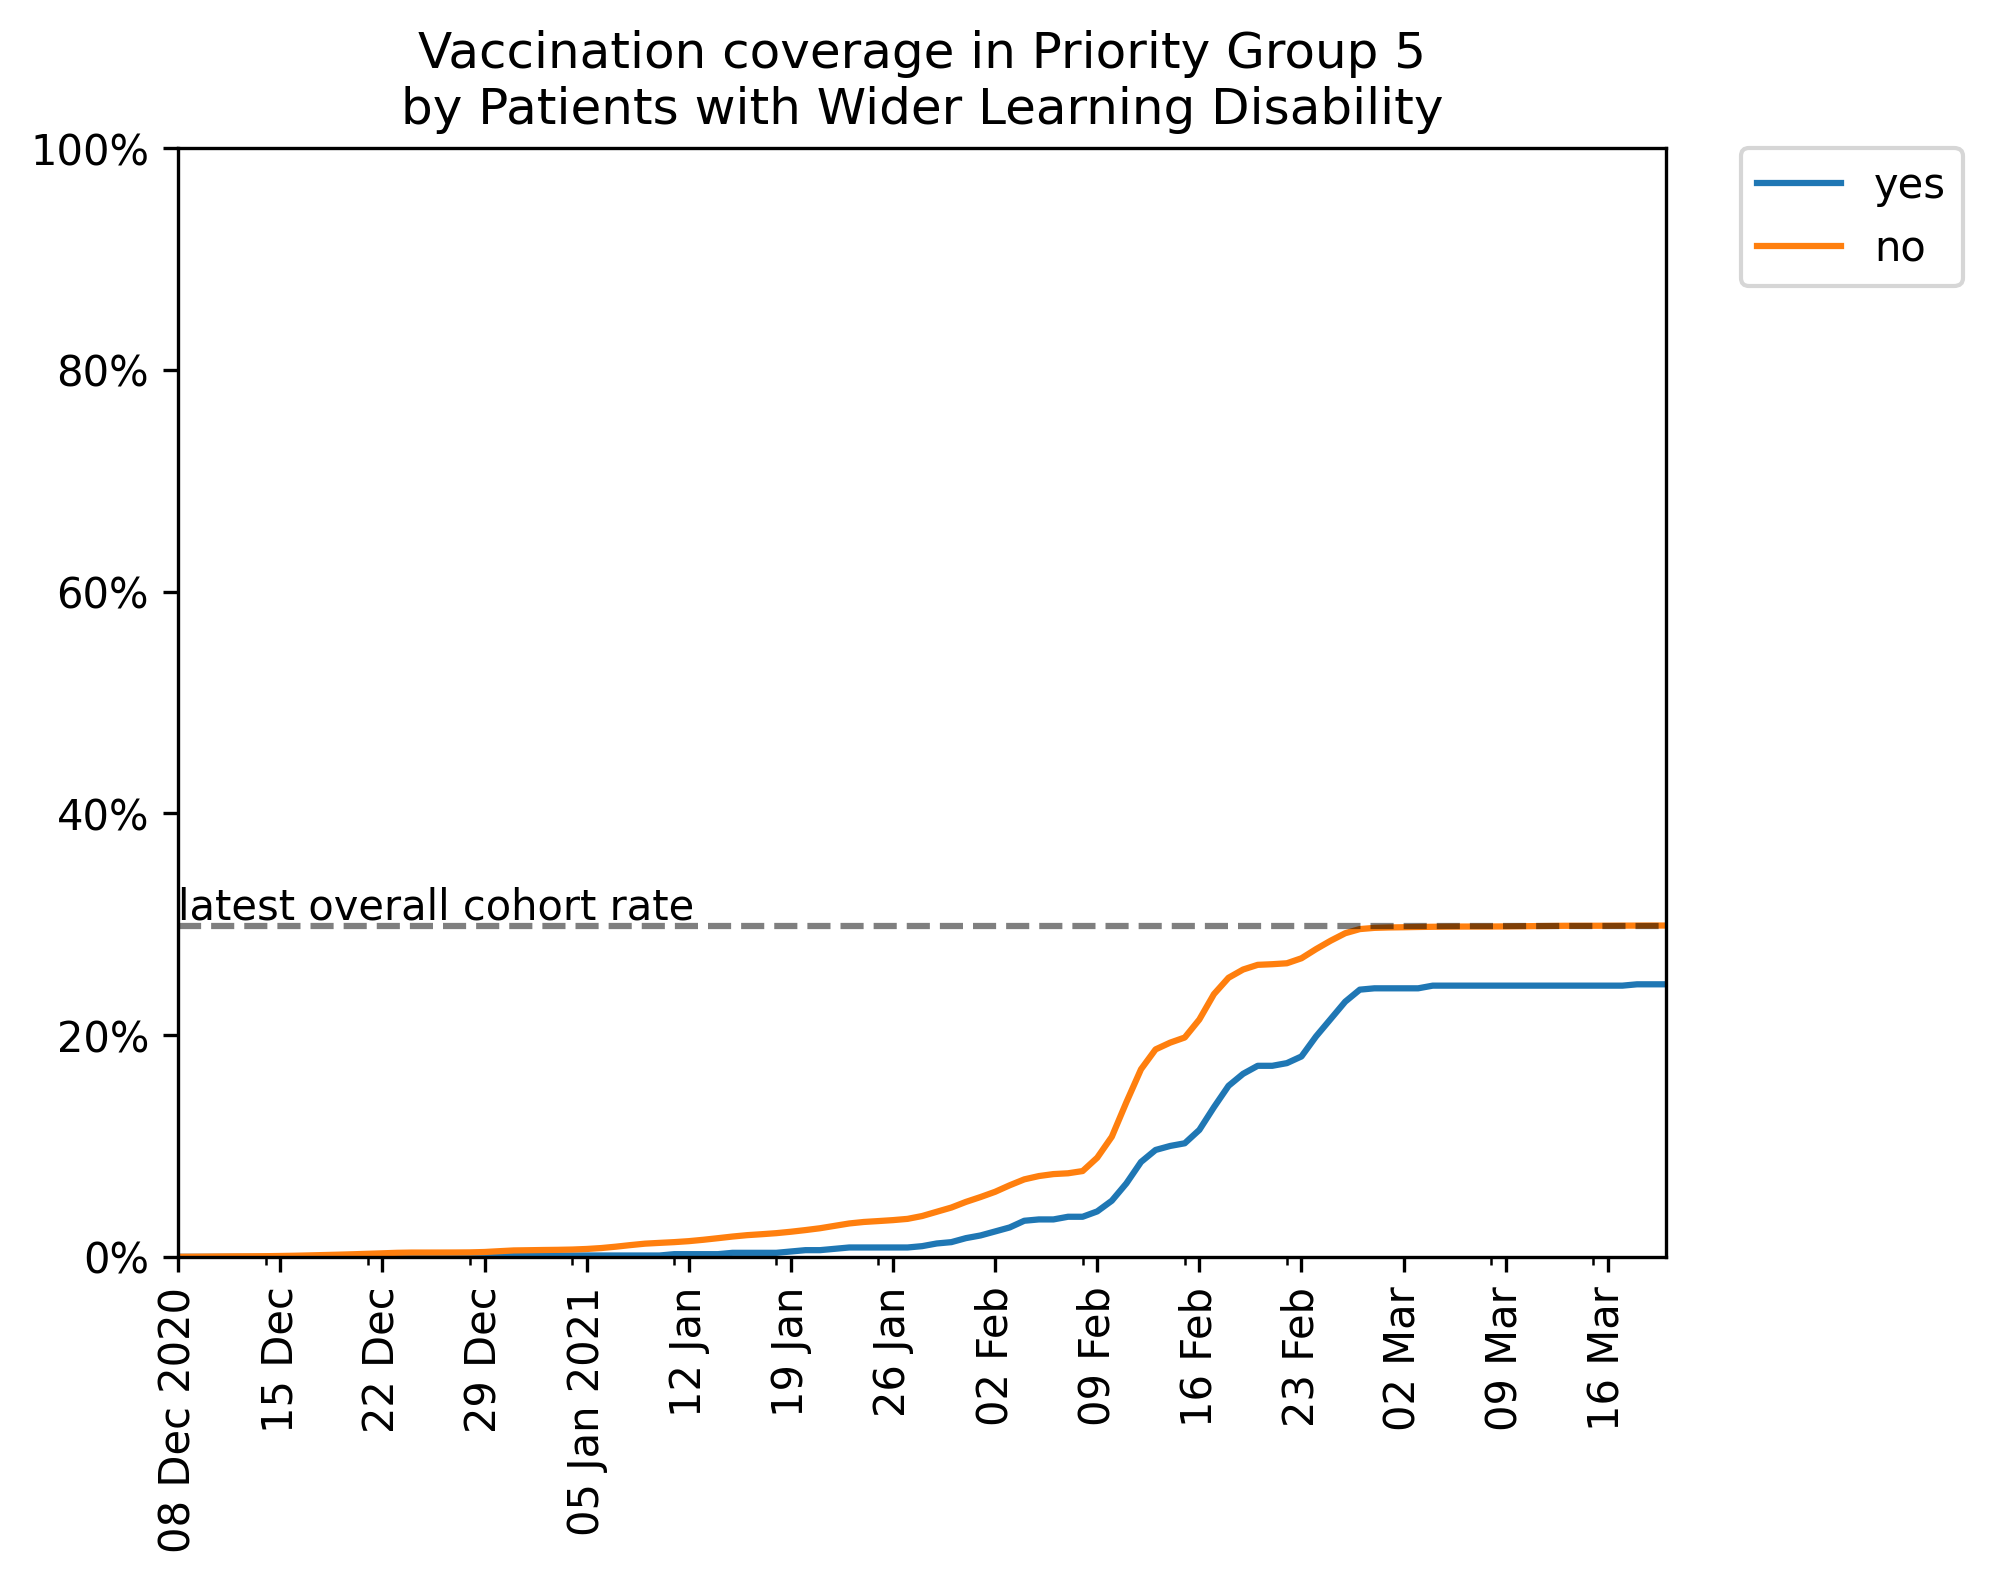 Vaccination coverage in Priority Group 5
by Patients with Wider Learning Disability
100%
80%
60%
40%
20%
0%
latest overall cohort rate
yes
no
08 Dec 2020
15 Dec
22 Dec
29 Dec
05 Jan 2021
12 Jan
19 Jan
26 Jan
02 Feb
09 Feb
16 Feb
23 Feb
02 Mar
09 Mar
16 Mar